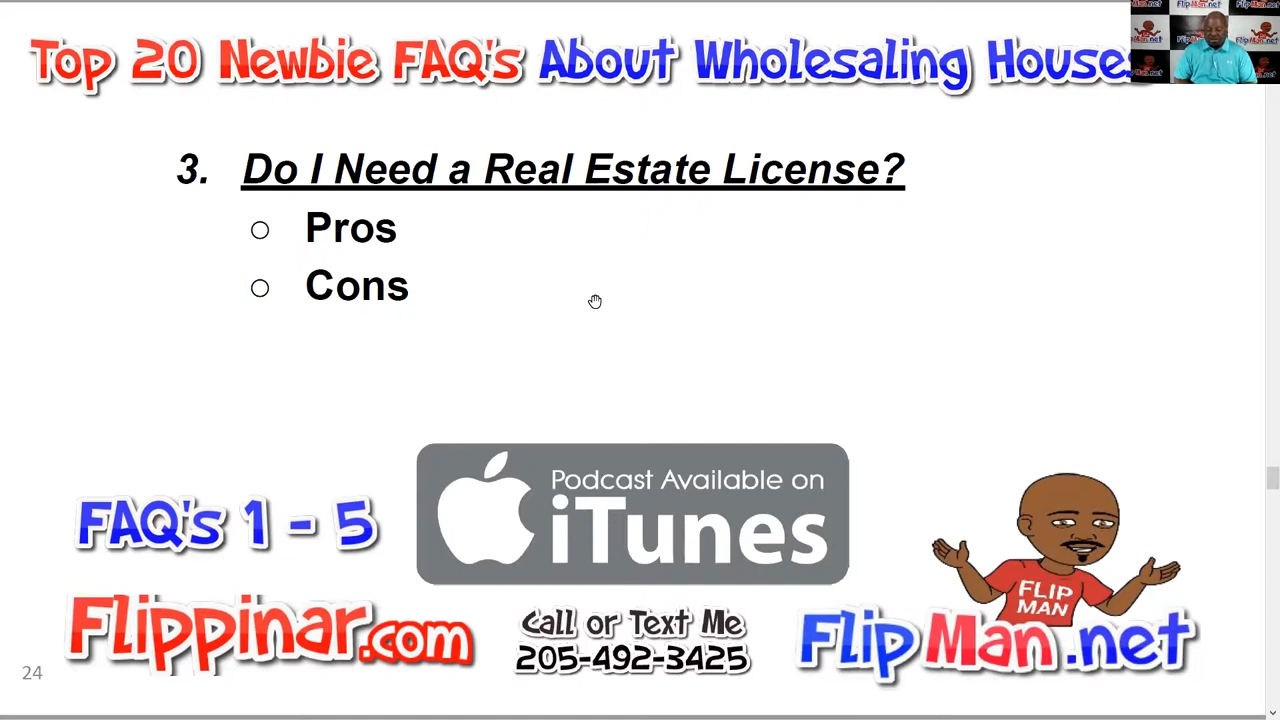 Top 20 Newbie FAQ's About Wholesaling Houses
3. Do I Need a Real Estate License?
○ Pros
○ Cons
Podcast Available on
iTunes
FAQ's 1 - 5
FLIP
MAN
Flippinar.com
Call or Text Me
205-492-3425
FlipMan.net
24